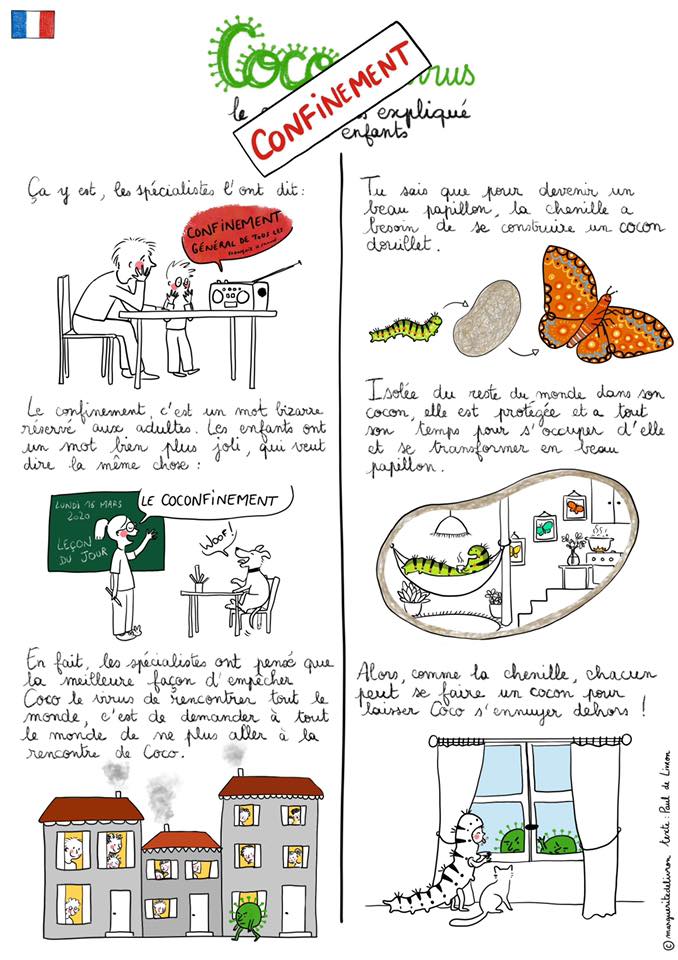 Coco virus
le s expliqué
enfants
CONFINEMENT
Ça y est, les spécialistes l'ont dit:
CONFINEMENT
GÉNÉRAL DE TOUS LES
FRANÇAIS
Le confinement, c'est un mot bizarre
réservé aux adultes. Les enfants ont
un mot bien plus joli, qui veut
dire la même chose :
LUNDI 16 MARS
2020
LEÇON
DU JOUR
LE COCONFINEMENT
WOOF!
En fait, les spécialistes ont pensé que
la meilleure façon d'empêcher
Coco le virus de rencontrer tout le
monde, c'est de demander à tout
le monde de ne plus aller à la
rencontre de Coco.
Tu sais que pour devenir un
beau papillon, la chenille a
besoin de se construire un cocon
douillet.
Isolée du reste du monde dans son
cocon, elle est protégée et a tout
son temps pour s'occuper d'elle
et se transformer en beau
papillon.
Alors, comme la chenille, chacun
peut se faire un cocon pour
laisser Coco s'ennuyer dehors !
© margueritedelivron texte : Paul de Livron